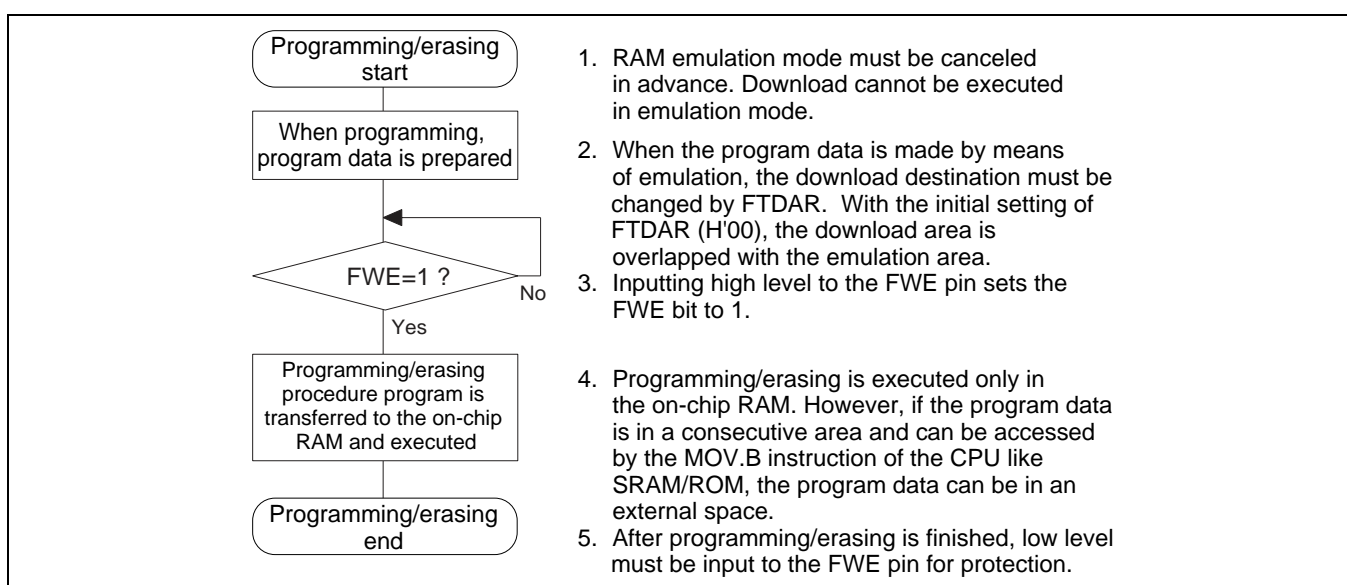 Programming/erasing
start
When programming,
program data is prepared
FWE=1 ?
No
Yes
Programming/erasing
procedure program is
transferred to the on-chip
RAM and executed
Programming/erasing
end
1. RAM emulation mode must be canceled
in advance. Download cannot be executed
in emulation mode.
2. When the program data is made by means
of emulation, the download destination must be
changed by FTDAR. With the initial setting of
FTDAR (H'00), the download area is
overlapped with the emulation area.
3. Inputting high level to the FWE pin sets the
FWE bit to 1.
4. Programming/erasing is executed only in
the on-chip RAM. However, if the program data
is in a consecutive area and can be accessed
by the MOV.B instruction of the CPU like
SRAM/ROM, the program data can be in an
external space.
5. After programming/erasing is finished, low level
must be input to the FWE pin for protection.